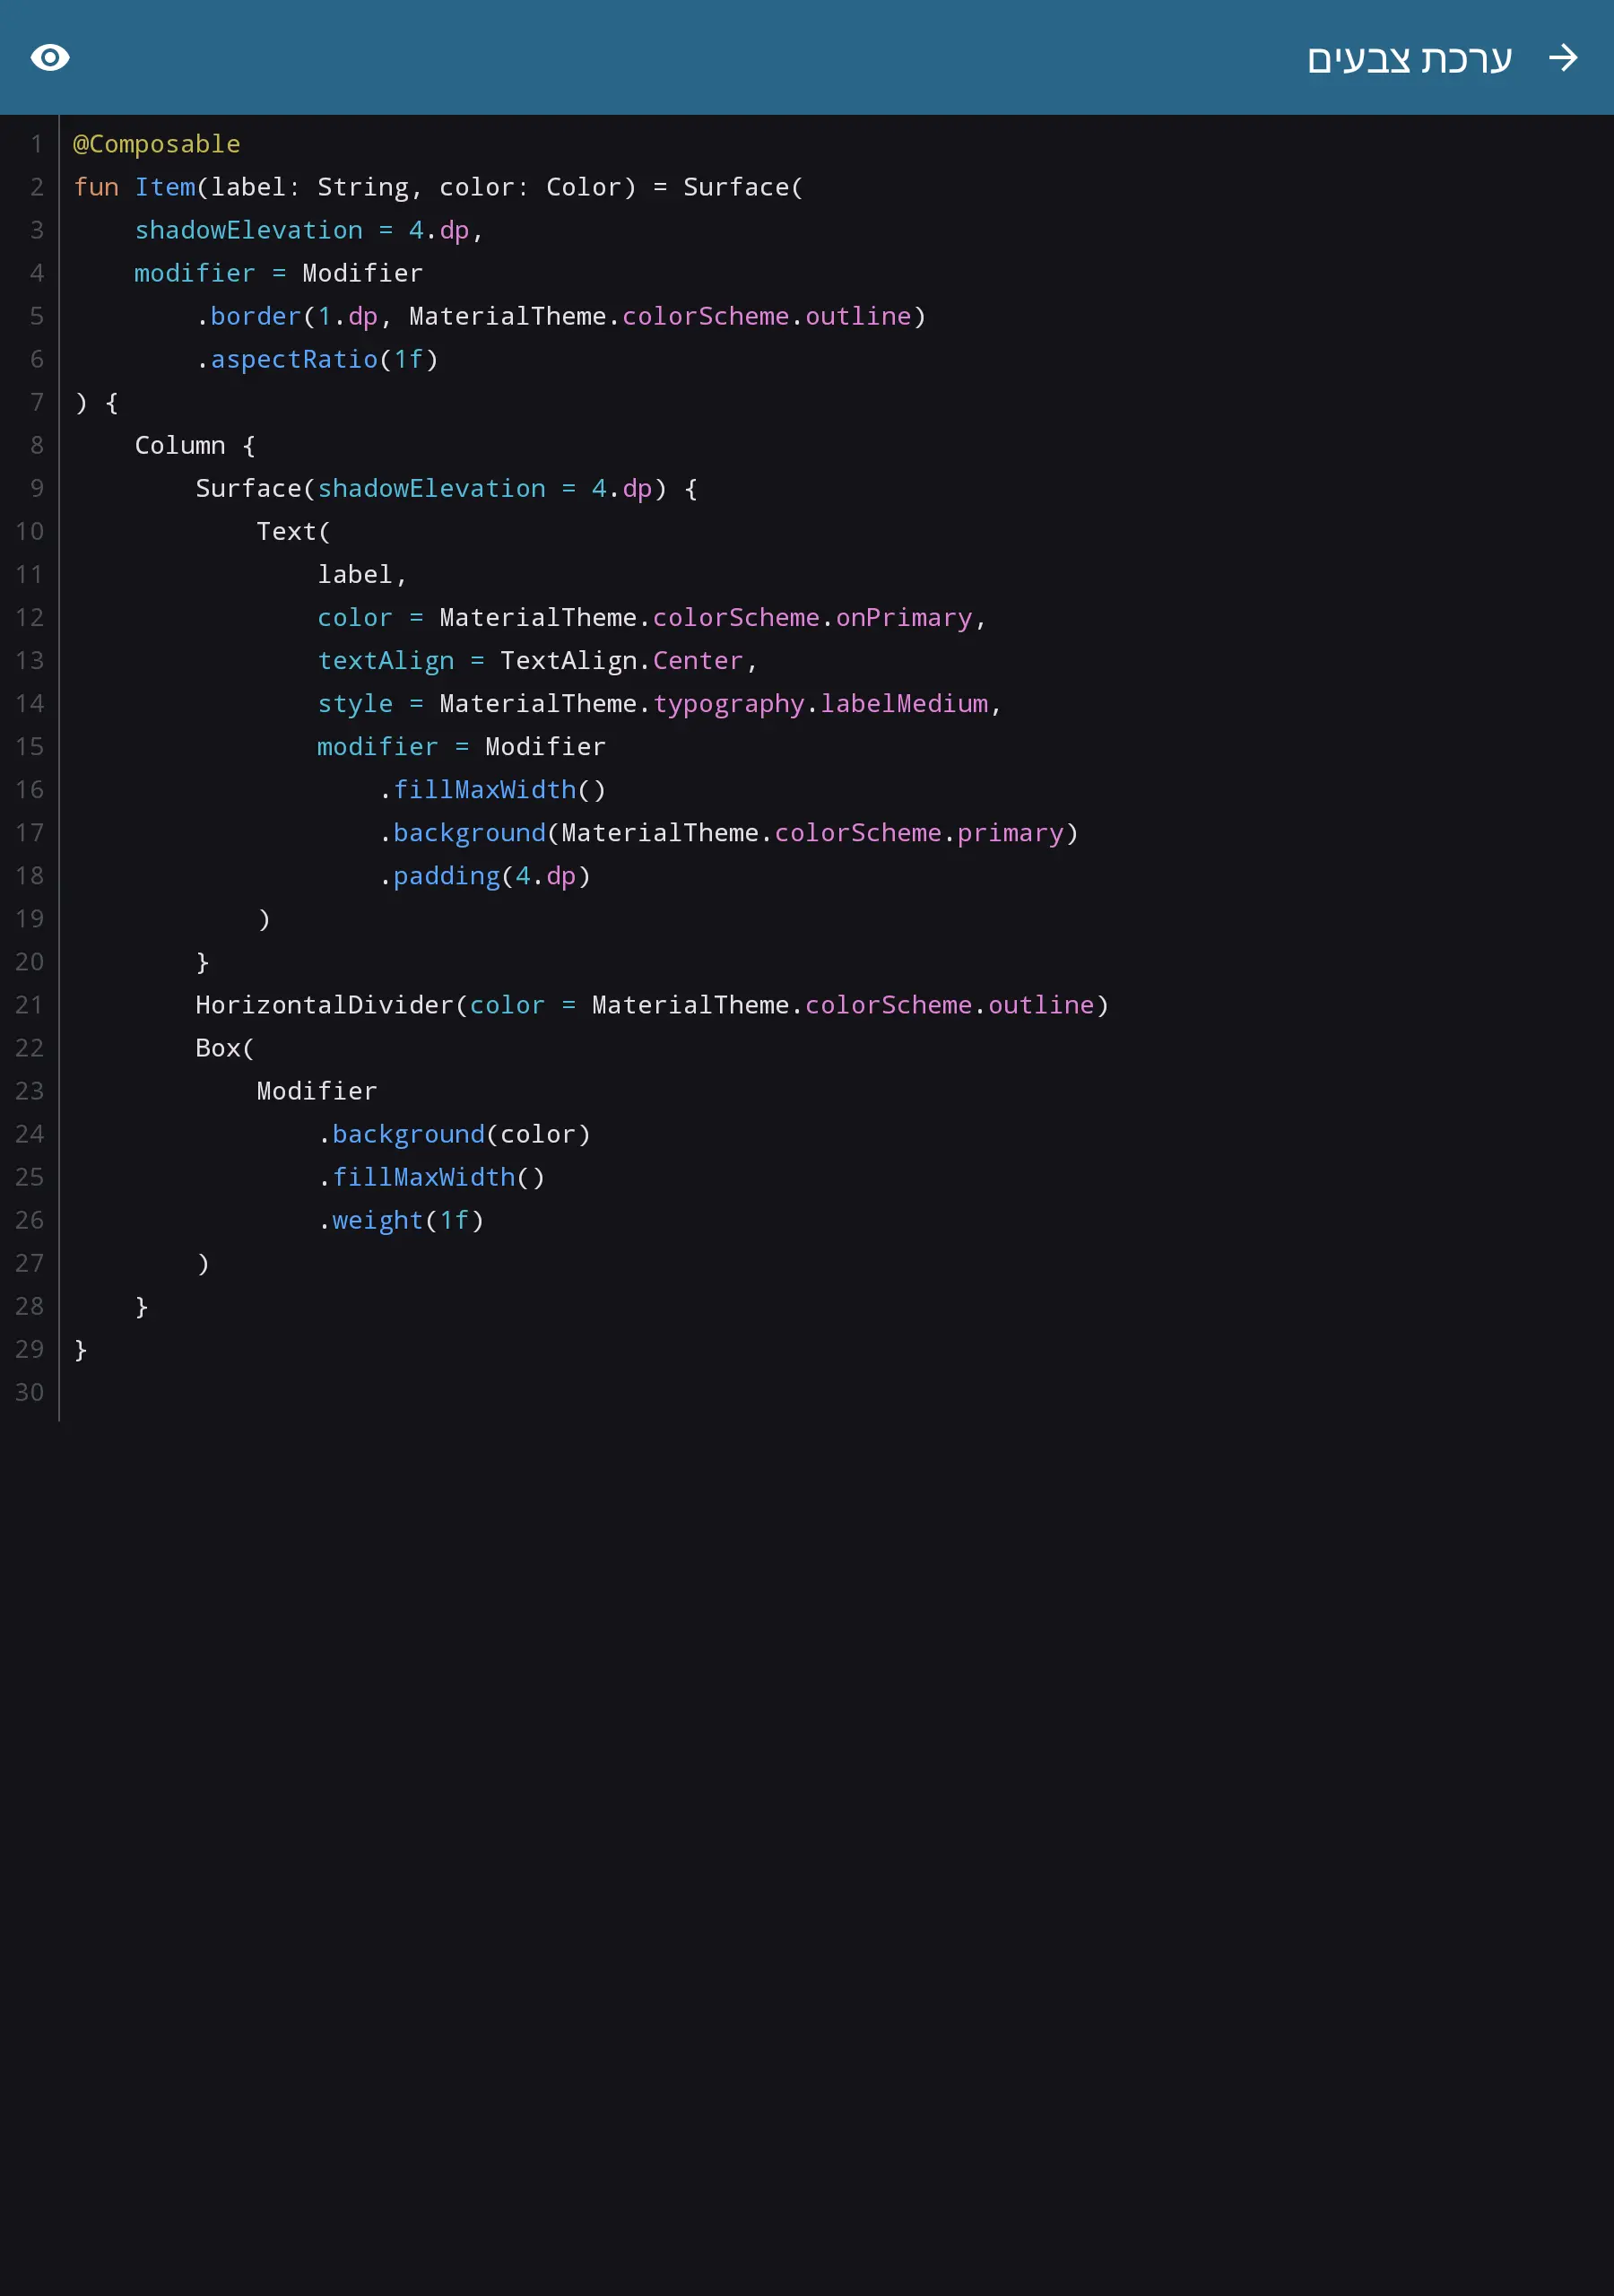 ערכת צבעים
1 @Composable
2 fun Item(label: String, color: Color) = Surface(
3     shadowElevation = 4.dp,
4     modifier = Modifier
5         .border(1.dp, MaterialTheme.colorScheme.outline)
6         .aspectRatio(1f)
7 ) {
8     Column {
9         Surface(shadowElevation = 4.dp) {
10             Text(
11                 label,
12                 color = MaterialTheme.colorScheme.onPrimary,
13                 textAlign = TextAlign.Center,
14                 style = MaterialTheme.typography.labelMedium,
15                 modifier = Modifier
16                     .fillMaxWidth()
17                     .background(MaterialTheme.colorScheme.primary)
18                     .padding(4.dp)
19             )
20         }
21         HorizontalDivider(color = MaterialTheme.colorScheme.outline)
22         Box(
23             Modifier
24                 .background(color)
25                 .fillMaxWidth()
26                 .weight(1f)
27         )
28     }
29 }
30